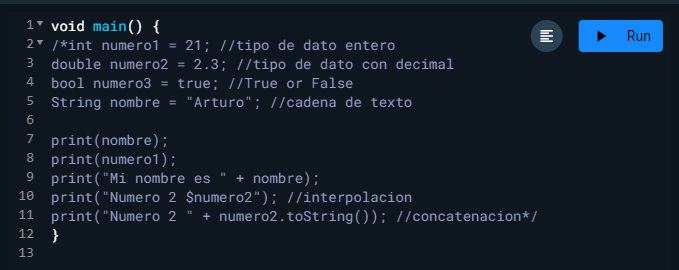 1 void main() {
2 /*int numero1 = 21; //tipo de dato entero
3 double numero2 = 2.3; //tipo de dato con decimal
4 bool numero3 = true; //True or False
5 String nombre = "Arturo"; //cadena de texto
6
7 print(nombre);
8 print(numero1);
9 print("Mi nombre es " + nombre);
10 print("Numero 2 $numero2"); //interpolacion
11 print("Numero 2 " + numero2.toString()); //concatenacion*/
12 }
13
Run